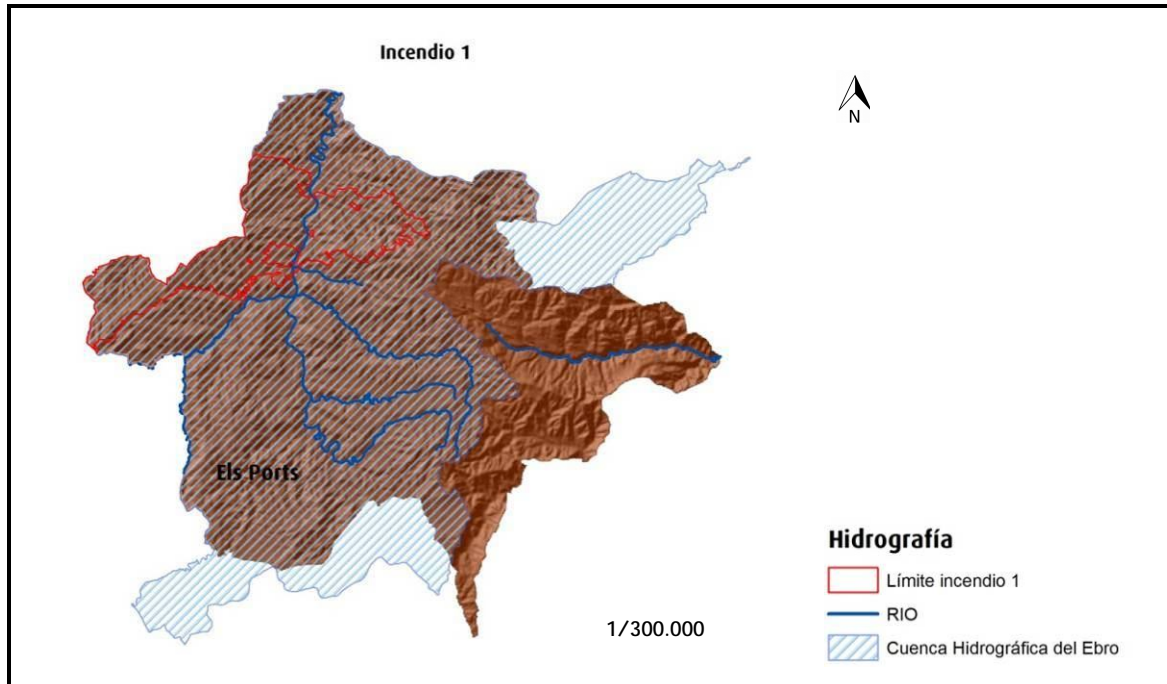 Incendio 1
N
Els Ports
1/300.000
Hidrografía
Límite incendio 1
RIO
Cuenca Hidrográfica del Ebro